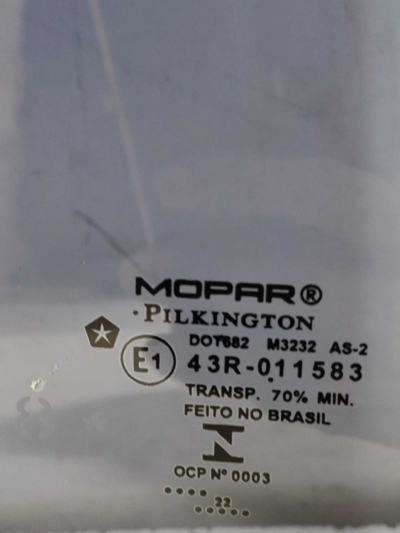 MOPAR®
PILKINGTON
DOT682 M3232 AS-2
E1 43R-011583
TRANSP. 70% MIN.
FEITO NO BRASIL
OCP Nº 0003
22